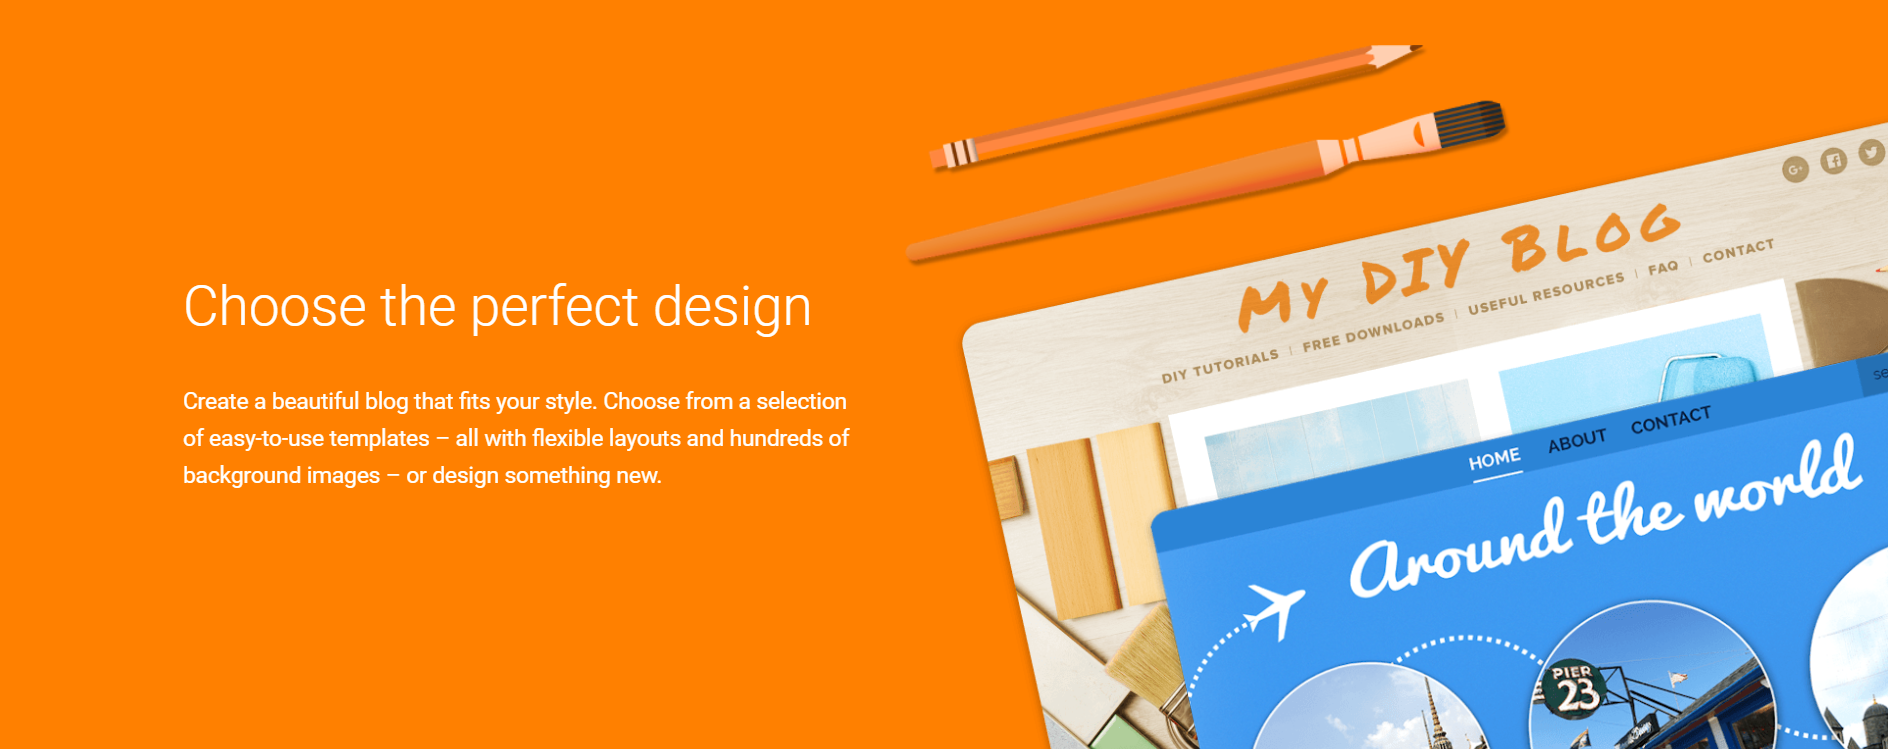 Choose the perfect design
Create a beautiful blog that fits your style. Choose from a selection
of easy-to-use templates – all with flexible layouts and hundreds of
background images – or design something new.
G+
My DIY Blog
DIY TUTORIALS | FREE DOWNLOADS | USEFUL RESOURCES | FAQ | CONTACT
HOME ABOUT CONTACT
Around the world
PIER
23